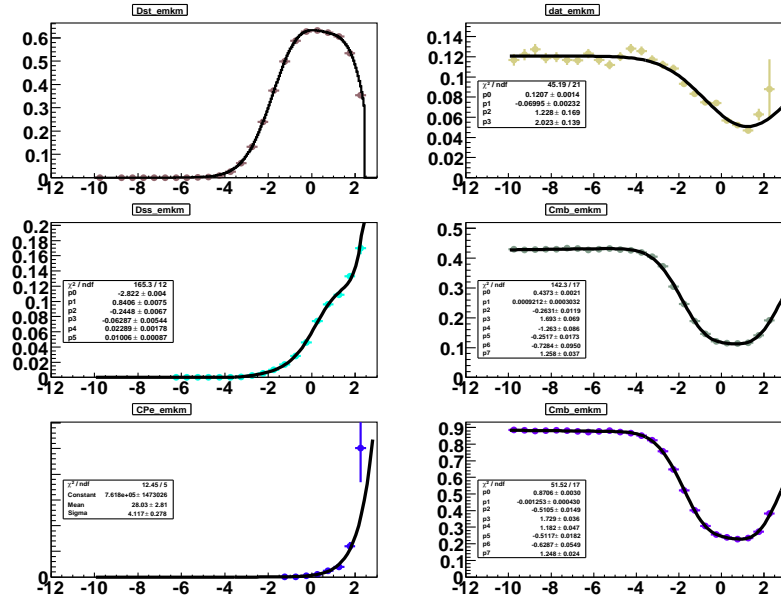 Dst_emkm
0.6
0.5
0.4
0.3
0.2
0.1
0
−12 −10 −8 −6 −4 −2 0 2
dat_emkm
0.14
0.12
0.1
0.08
0.06
0.04
0.02
0
−12 −10 −8 −6 −4 −2 0 2
χ² / ndf 45.19 / 21
p0 0.1207 ± 0.0014
p1 -0.06995 ± 0.00232
p2 1.228 ± 0.169
p3 2.023 ± 0.139
Dss_emkm
0.2
0.18
0.16
0.14
0.12
0.1
0.08
0.06
0.04
0.02
0
−12 −10 −8 −6 −4 −2 0 2
χ² / ndf 165.3 / 12
p0 -2.822 ± 0.004
p1 0.8406 ± 0.0075
p2 -0.2448 ± 0.0067
p3 -0.06287 ± 0.00544
p4 0.02289 ± 0.00178
p5 0.01006 ± 0.00087
Cmb_emkm
0.5
0.4
0.3
0.2
0.1
0
−12 −10 −8 −6 −4 −2 0 2
χ² / ndf 142.3 / 17
p0 0.4373 ± 0.0021
p1 0.0009212 ± 0.0003032
p2 -0.2631 ± 0.0119
p3 1.693 ± 0.069
p4 -1.263 ± 0.086
p5 -0.2517 ± 0.0173
p6 -0.7284 ± 0.0950
p7 1.258 ± 0.037
CPe_emkm
0
−12 −10 −8 −6 −4 −2 0 2
χ² / ndf 12.45 / 5
Constant 7.618e+05 ± 1473026
Mean 28.03 ± 2.81
Sigma 4.117 ± 0.278
Cmb_emkm
0.9
0.8
0.7
0.6
0.5
0.4
0.3
0.2
0.1
0
−12 −10 −8 −6 −4 −2 0 2
χ² / ndf 51.52 / 17
p0 0.8706 ± 0.0030
p1 -0.001253 ± 0.000430
p2 -0.5105 ± 0.0149
p3 1.729 ± 0.036
p4 1.182 ± 0.047
p5 -0.5117 ± 0.0182
p6 -0.6287 ± 0.0549
p7 1.248 ± 0.024